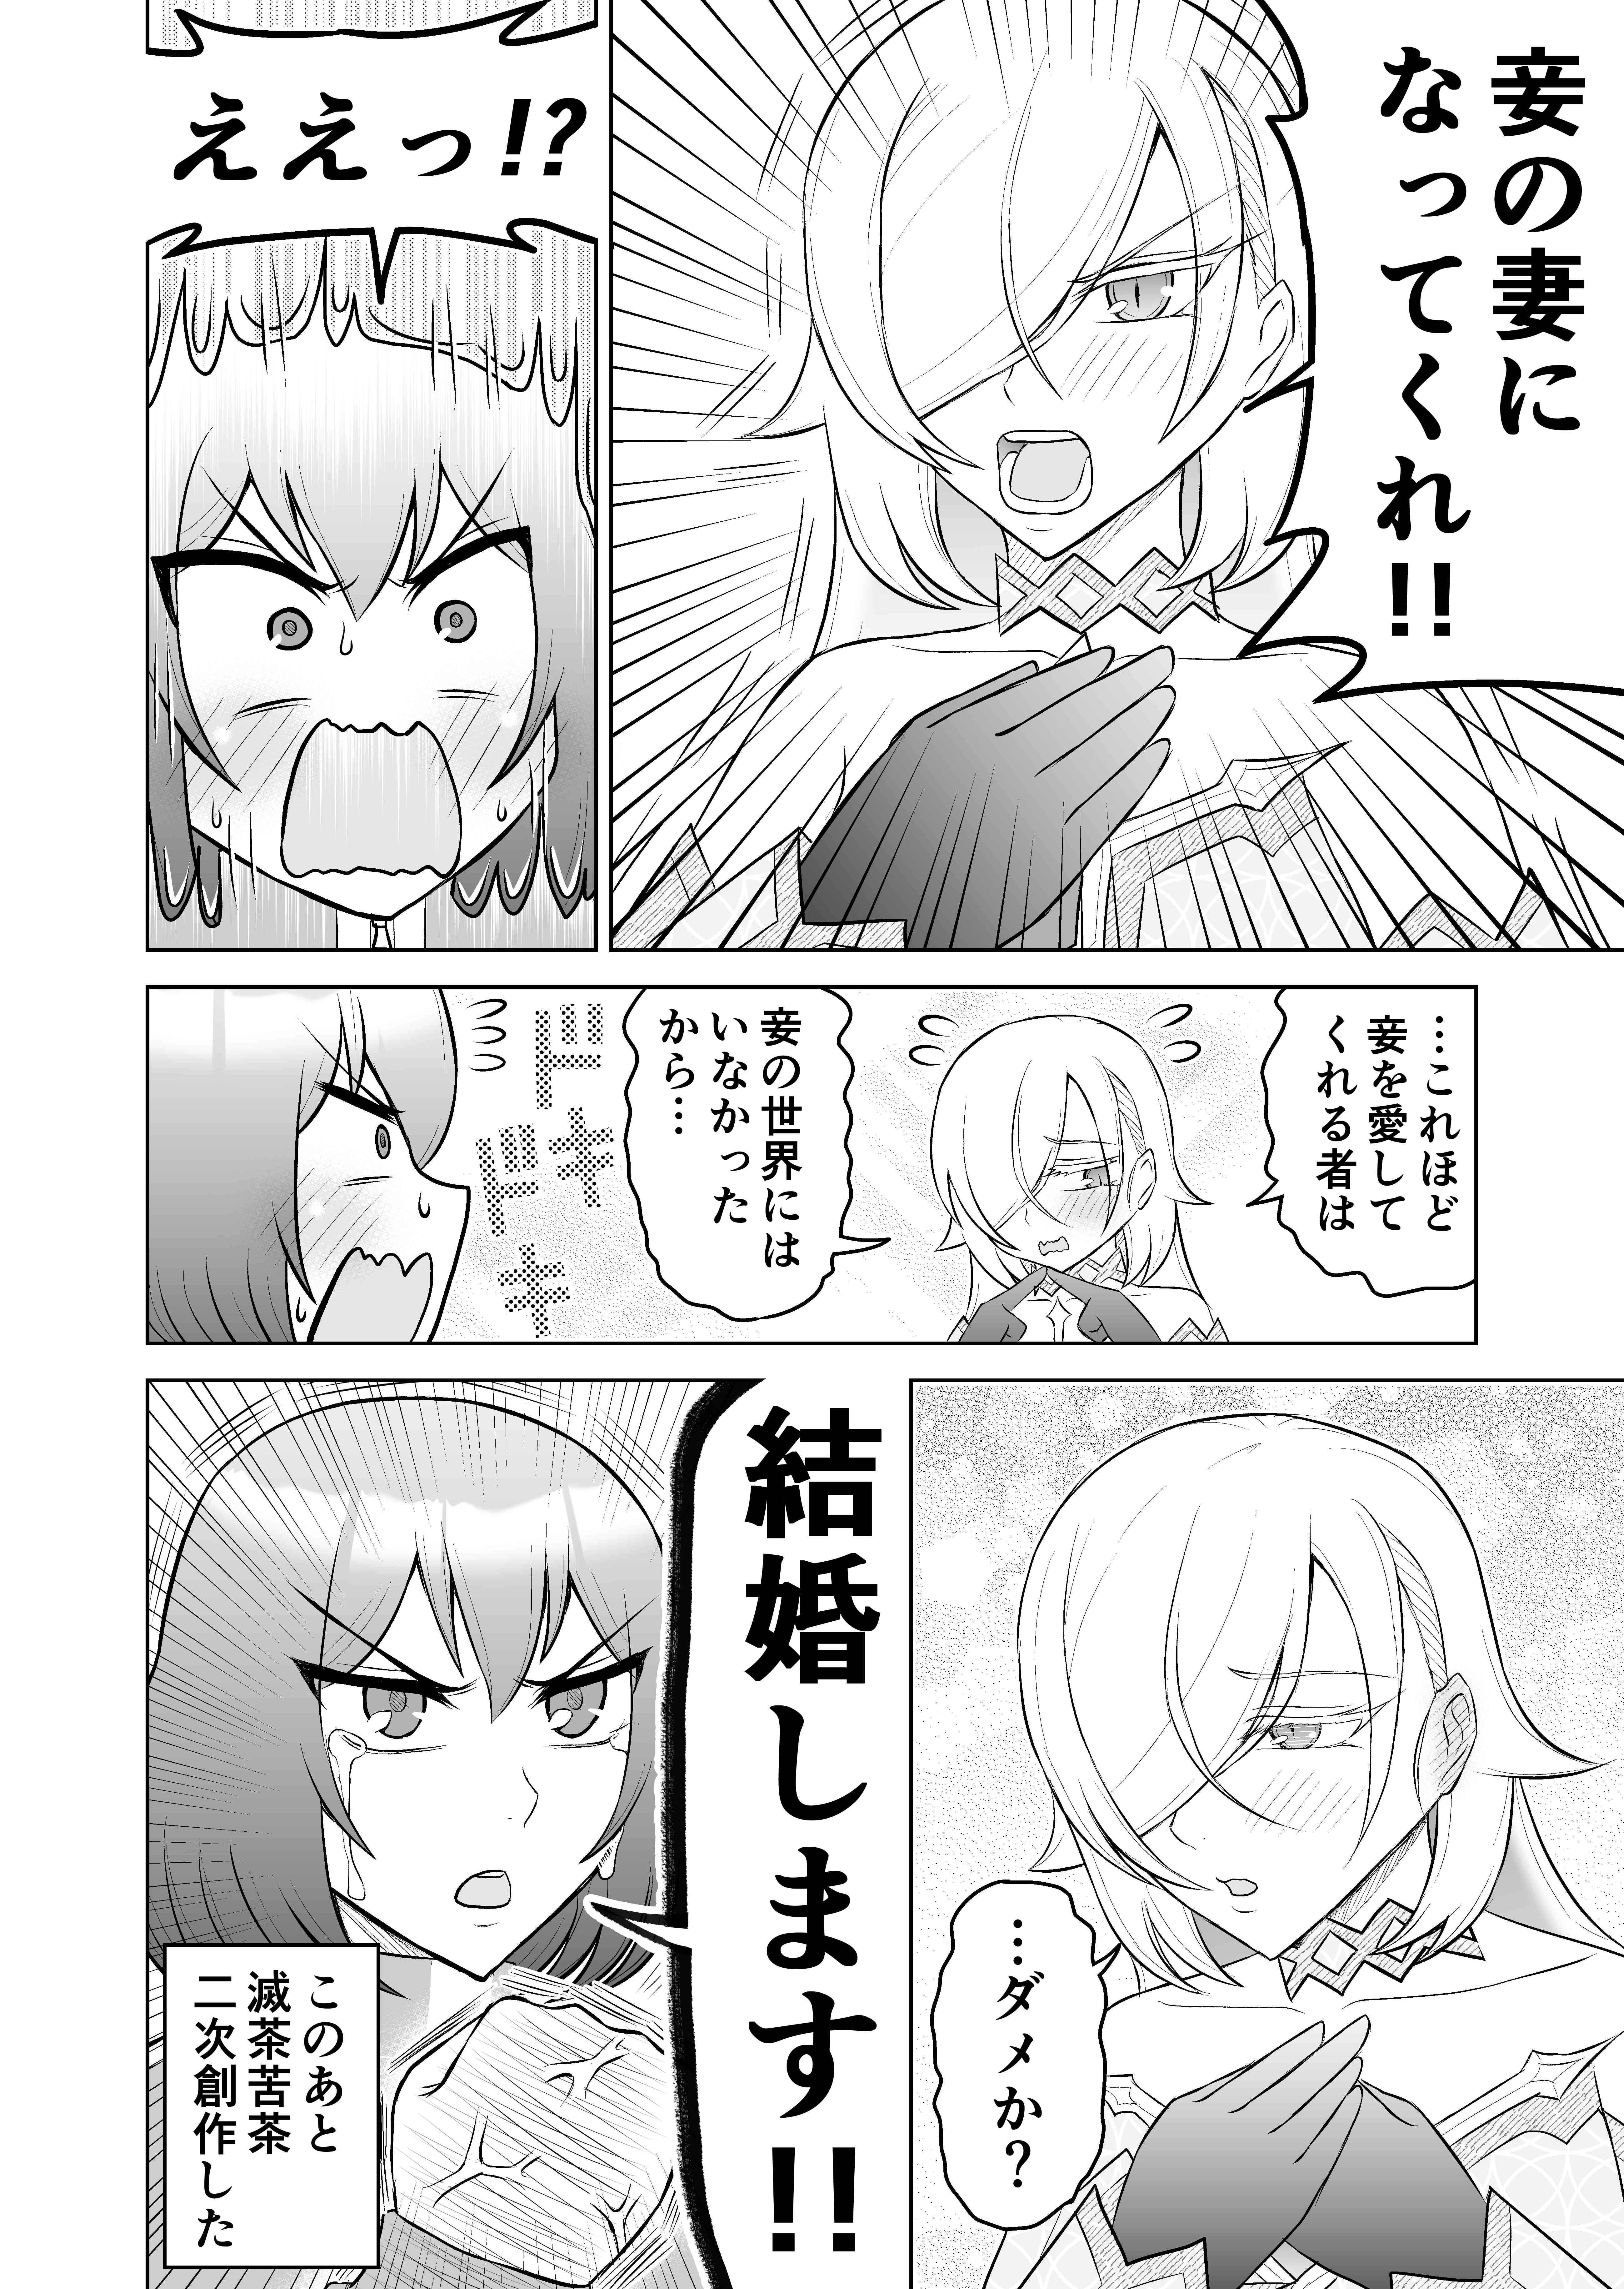 妾の妻に
なってくれ!!
ええっ!?
…これほど
妾を愛して
くれる者は
妾の世界には
いなかった
から…
ドキ
ドキ
…ダメか?
結婚します!!
このあと
滅茶苦茶
二次創作した